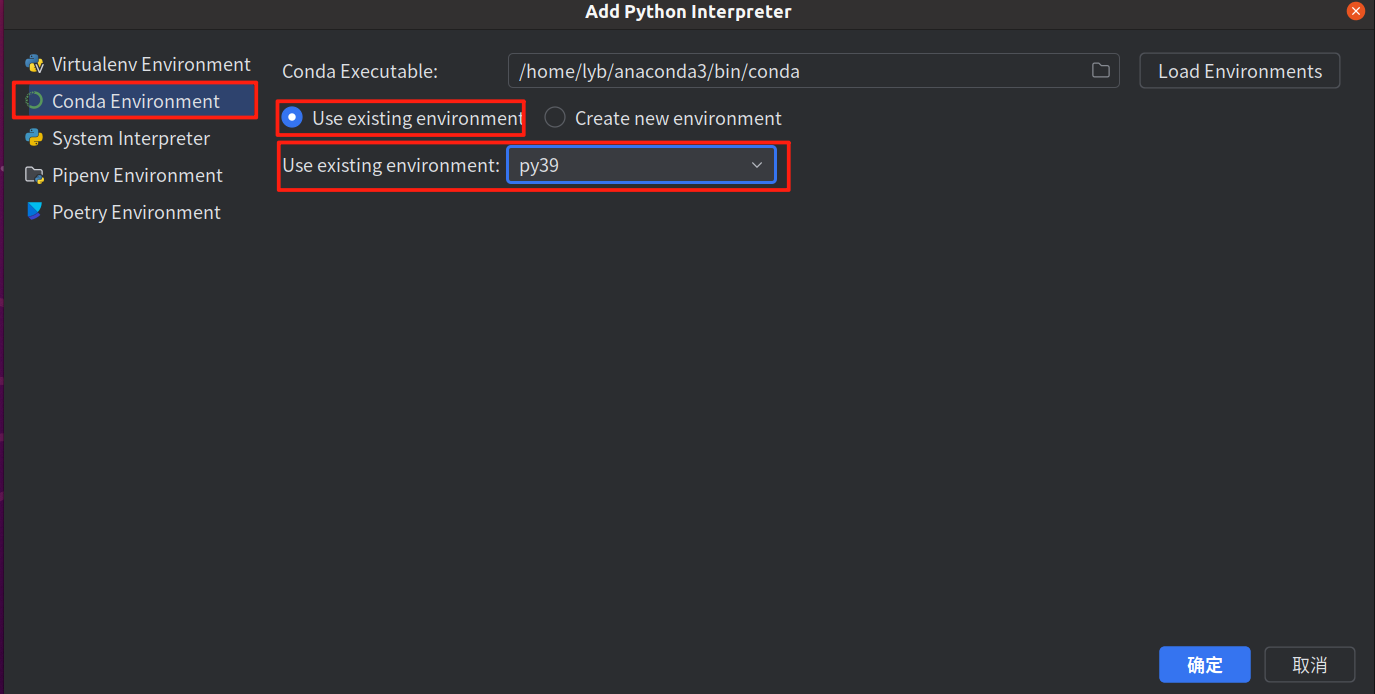 Add Python Interpreter
Virtualenv Environment
Conda Environment
System Interpreter
Pipenv Environment
Poetry Environment
Conda Executable: /home/lyb/anaconda3/bin/conda Load Environments
Use existing environment Create new environment
Use existing environment: py39
确定 取消